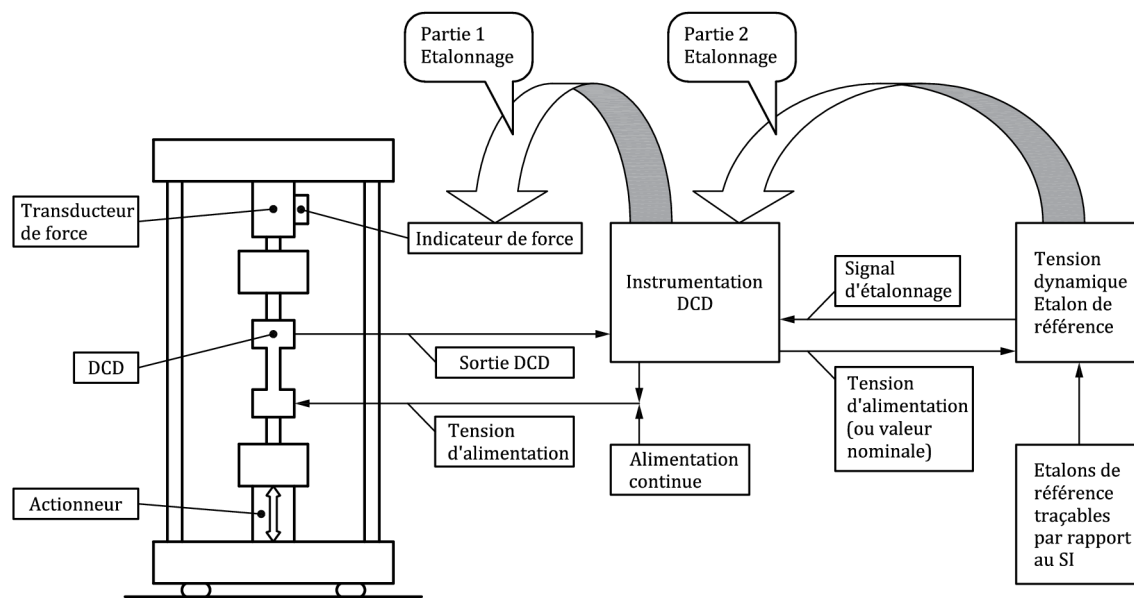 Partie 1
Etalonnage
Partie 2
Etalonnage
Transducteur
de force
Indicateur de force
Instrumentation
DCD
Signal
d'étalonnage
Tension
dynamique
Etalon de
référence
DCD
Sortie DCD
Tension
d'alimentation
Tension
d'alimentation
(ou valeur
nominale)
Alimentation
continue
Actionneur
Etalons de
référence
traçables
par rapport
au SI